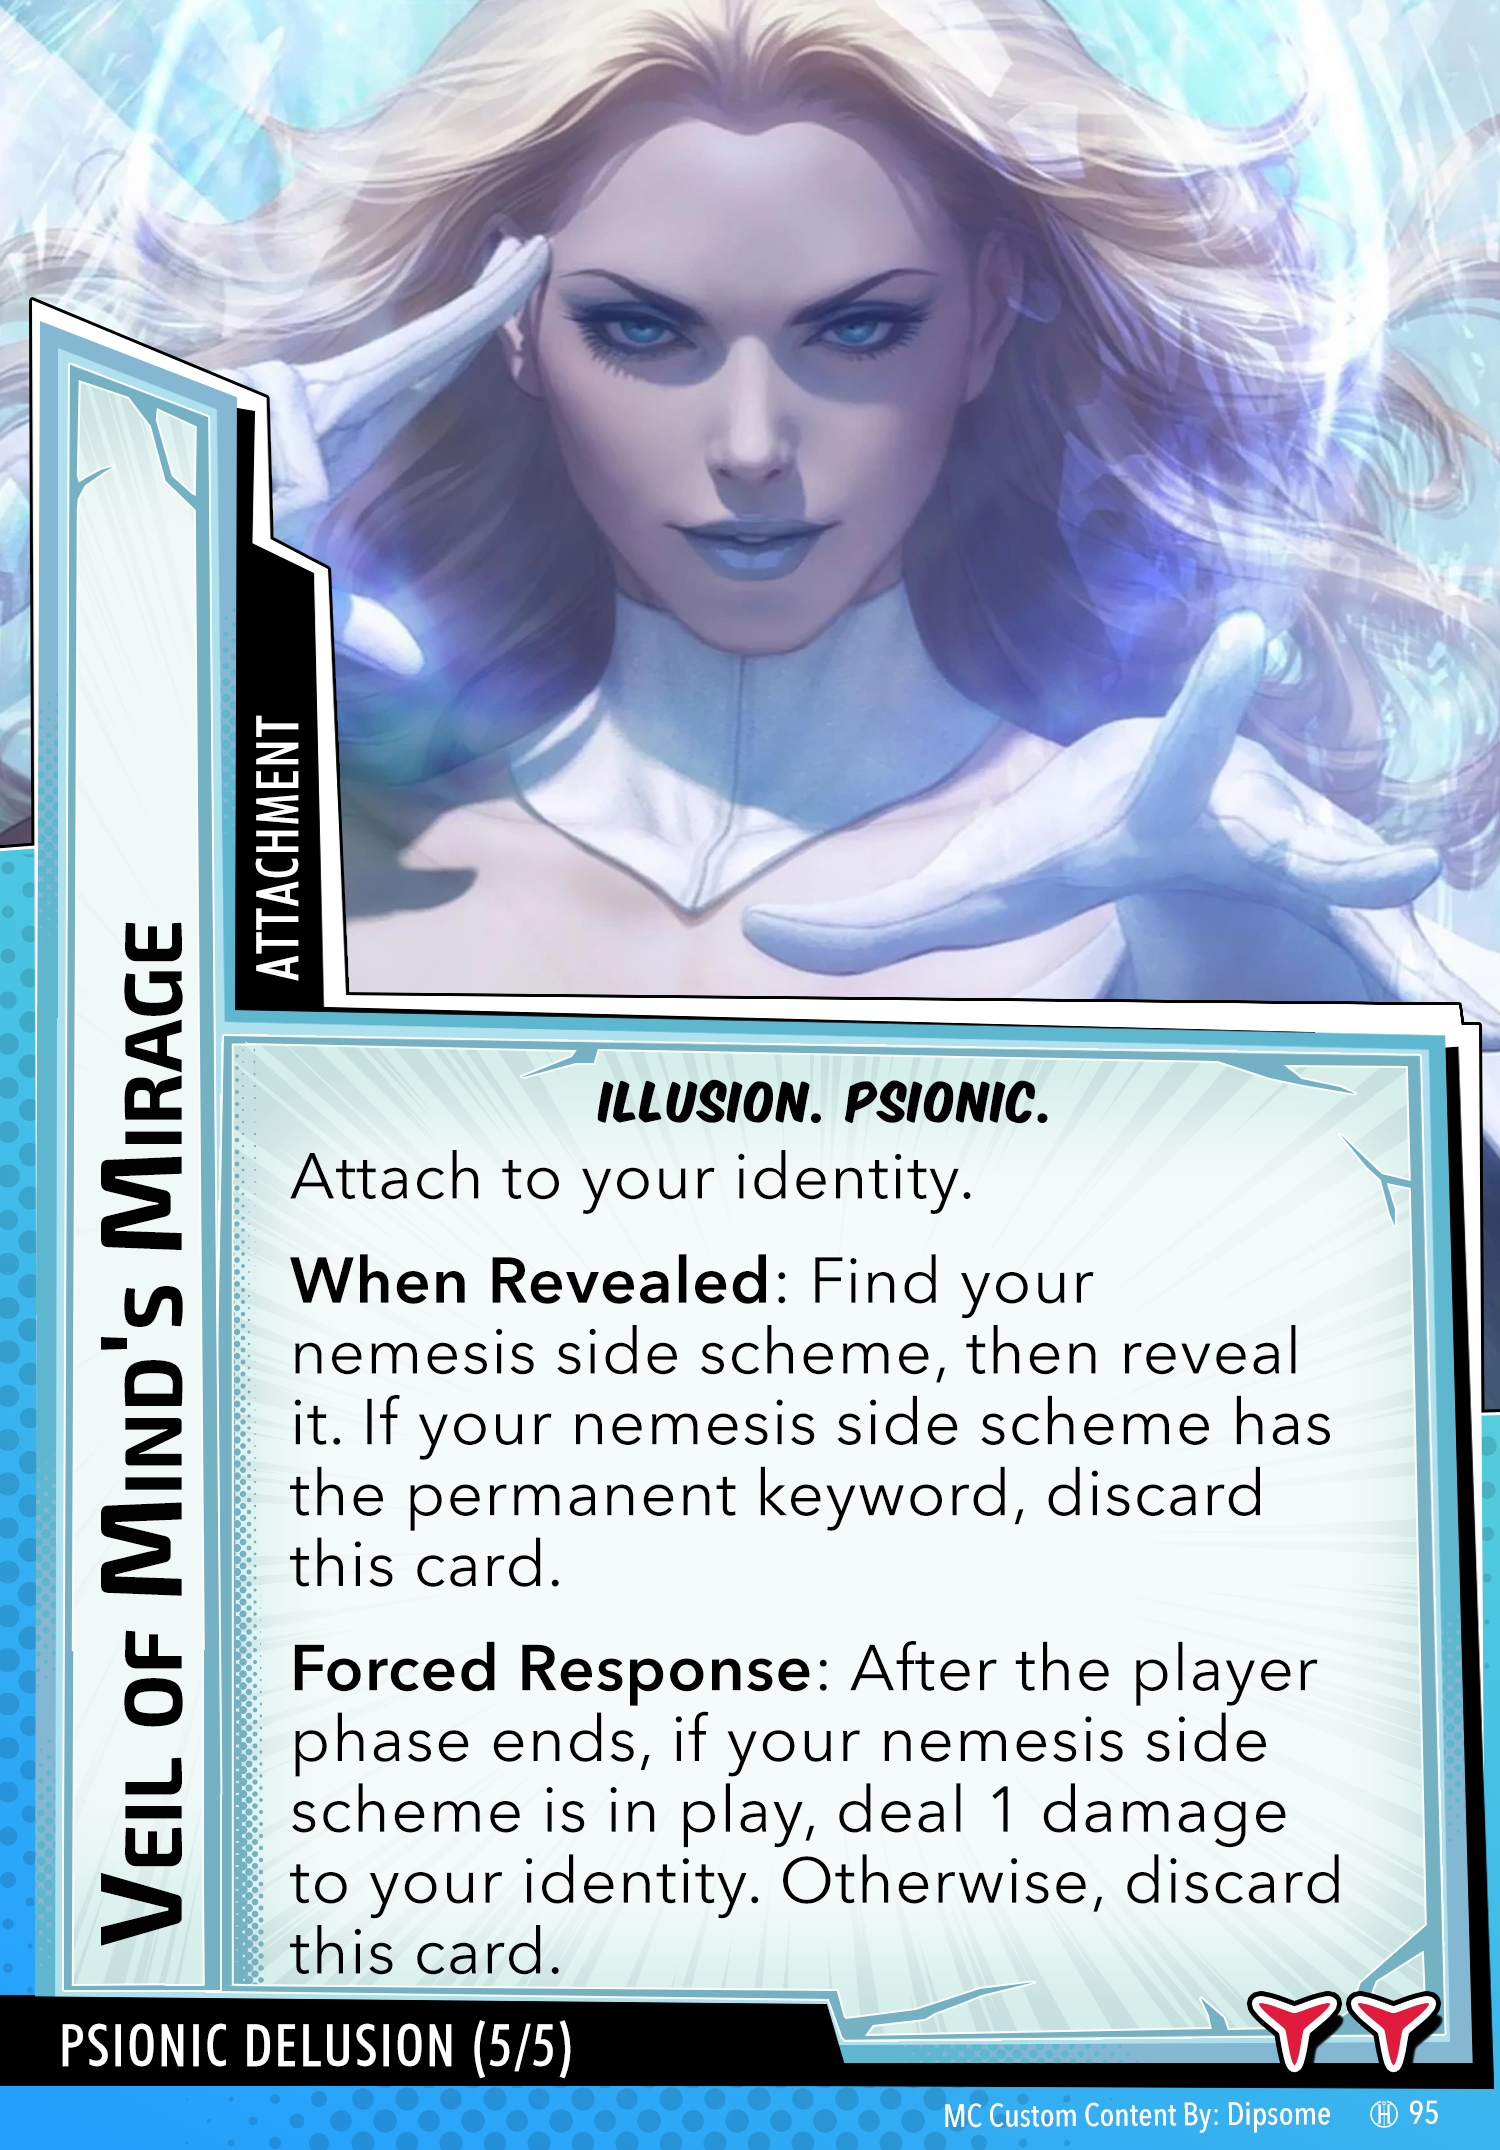 VEIL OF MIND'S MIRAGE
ATTACHMENT
ILLUSION. PSIONIC.
Attach to your identity.
When Revealed: Find your
nemesis side scheme, then reveal
it. If your nemesis side scheme has
the permanent keyword, discard
this card.
Forced Response: After the player
phase ends, if your nemesis side
scheme is in play, deal 1 damage
to your identity. Otherwise, discard
this card.
PSIONIC DELUSION (5/5)
MC Custom Content By: Dipsome
95